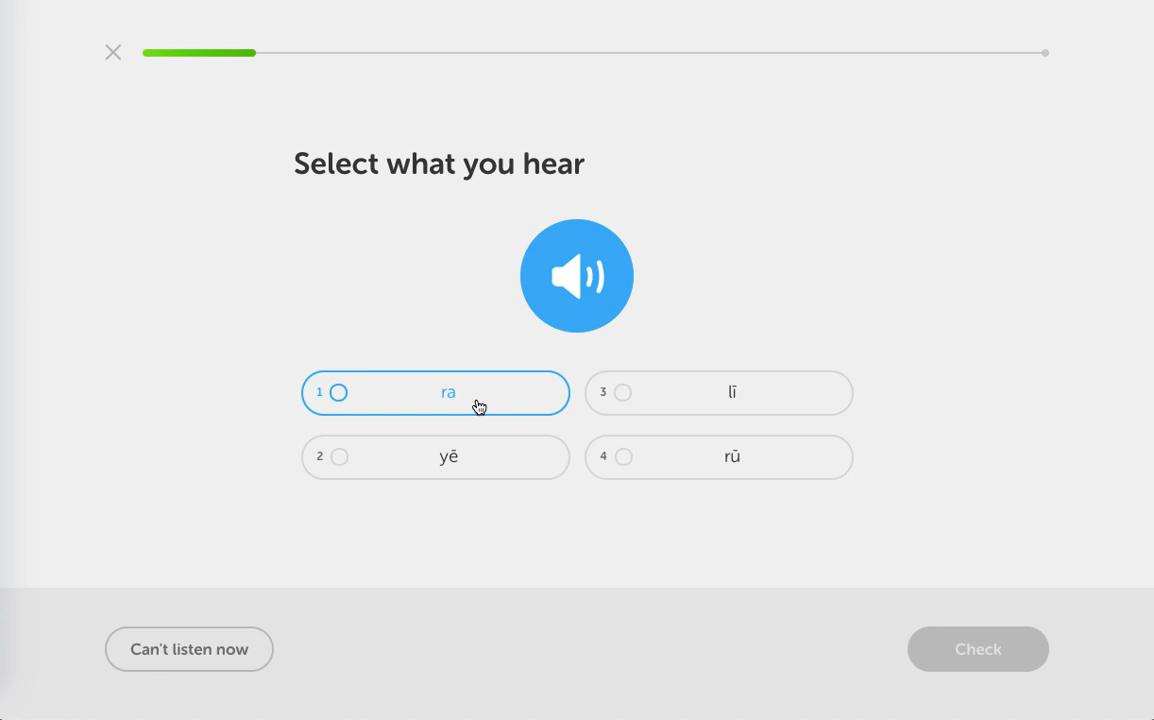 Select what you hear
1 ra
3 lī
2 yē
4 rū
Can't listen now
Check